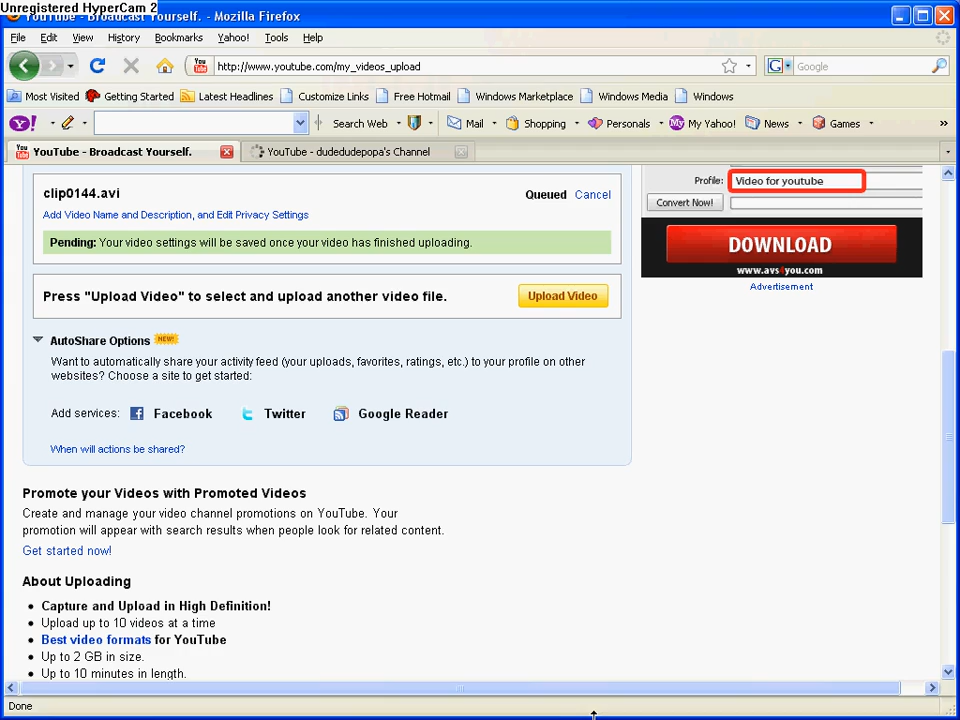 Unregistered HyperCam 2
YouTube - Broadcast Yourself. - Mozilla Firefox
File Edit View History Bookmarks Yahoo! Tools Help
You Tube http://www.youtube.com/my_videos_upload G Google
Most Visited Getting Started Latest Headlines Customize Links Free Hotmail Windows Marketplace Windows Media Windows
Y! Search Web Mail Shopping Personals My Yahoo! News Games »
YouTube - Broadcast Yourself. YouTube - dudedudepopa's Channel
Profile: Video for youtube
Convert Now!
DOWNLOAD
www.avs4you.com
Advertisement
clip0144.avi Queued Cancel
Add Video Name and Description, and Edit Privacy Settings
Pending: Your video settings will be saved once your video has finished uploading.
Press "Upload Video" to select and upload another video file. Upload Video
AutoShare Options NEW!
Want to automatically share your activity feed (your uploads, favorites, ratings, etc.) to your profile on other
websites? Choose a site to get started:
Add services: Facebook Twitter Google Reader
When will actions be shared?
Promote your Videos with Promoted Videos
Create and manage your video channel promotions on YouTube. Your
promotion will appear with search results when people look for related content.
Get started now!
About Uploading
Capture and Upload in High Definition!
Upload up to 10 videos at a time
Best video formats for YouTube
Up to 2 GB in size.
Up to 10 minutes in length.
Done